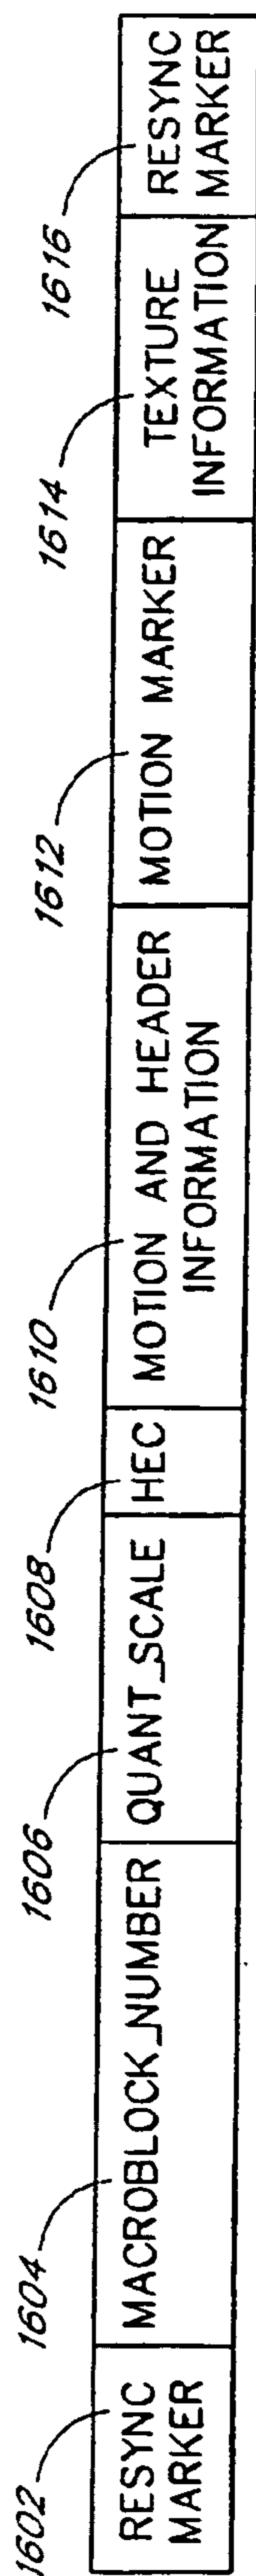 1602
1604
1606
1608
1610
1612
1614
1616
RESYNC
MARKER
MACROBLOCK_NUMBER
QUANT_SCALE
HEC
MOTION AND HEADER
INFORMATION
MOTION MARKER
TEXTURE
INFORMATION
RESYNC
MARKER